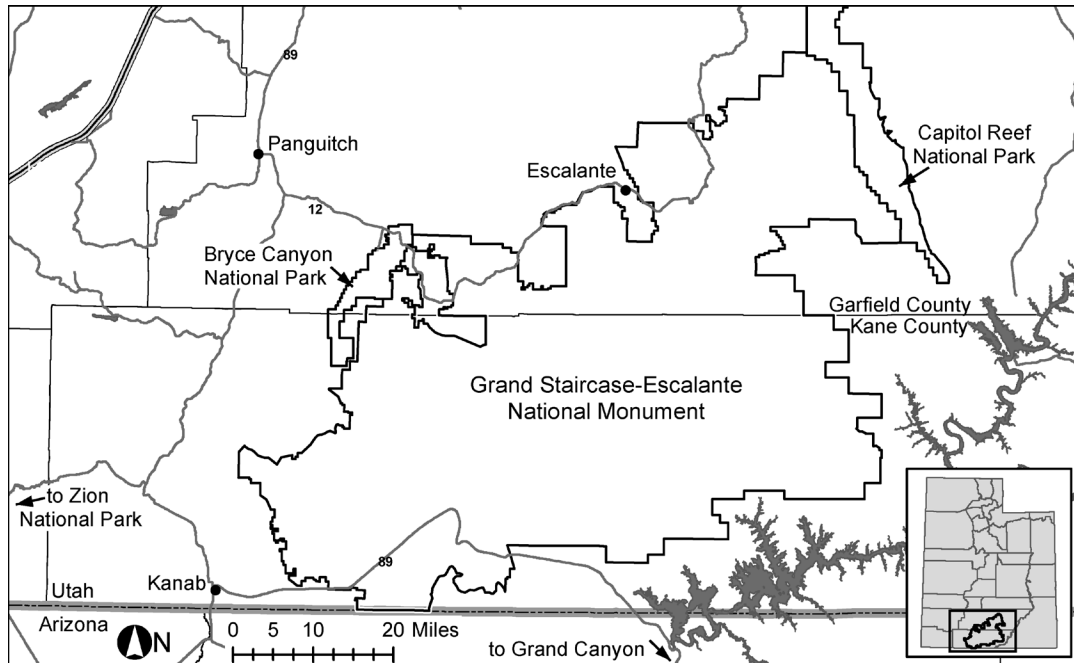 89
Panguitch
Capitol Reef
National Park
Escalante
12
Bryce Canyon
National Park
Garfield County
Kane County
Grand Staircase-Escalante
National Monument
to Zion
National Park
89
Kanab
Utah
Arizona
N
0 5 10 20 Miles
to Grand Canyon